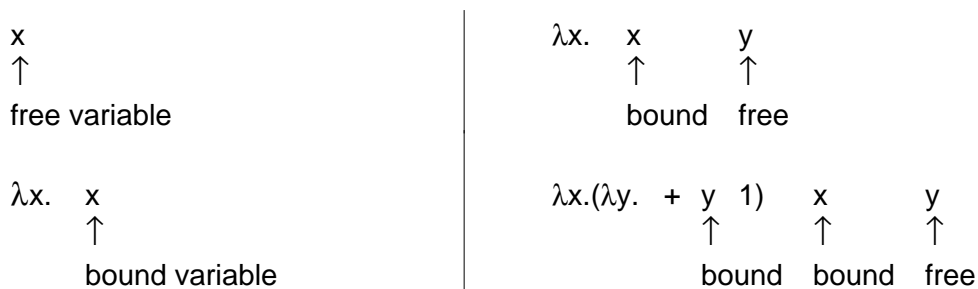 x
↑
free variable
λx. x
↑
bound variable
λx. x y
↑ ↑
bound free
λx.(λy. + y 1) x y
↑ ↑ ↑
bound bound free